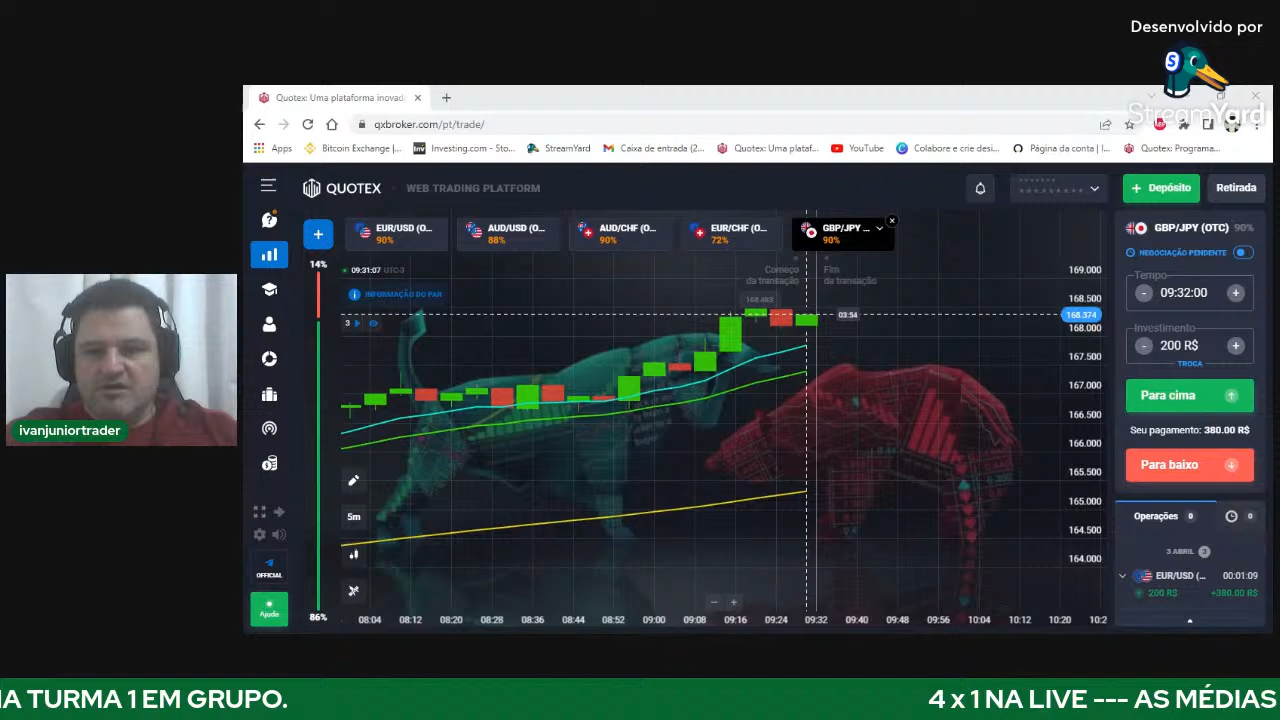 Desenvolvido por
StreamYard
Quotex: Uma plataforma inovad
qxbroker.com/pt/trade/
Apps
Bitcoin Exchange |...
Investing.com - Sto...
StreamYard
Caixa de entrada (2...
Quotex: Uma plataf...
YouTube
Colabore e crie desi...
Página da conta | I...
Quotex: Programa...
QUOTEX
WEB TRADING PLATFORM
Depósito
Retirada
EUR/USD (O...
90%
AUD/USD (O...
88%
AUD/CHF (O...
90%
EUR/CHF (O...
72%
GBP/JPY ...
90%
GBP/JPY (OTC) 90%
NEGOCIAÇÃO PENDENTE
Tempo
- 09:32:00 +
Investimento
- 200 R$ +
TROCA
Para cima
Seu pagamento: 380.00 R$
Para baixo
Operações 0
0
3 ABRIL 3
EUR/USD (... 00:01:09
200 R$ +380.00 R$
14%
09:31:07 UTC-3
INFORMAÇÃO DO PAR
3
Começo
da transação
Fim
da transação
168.483
03:54
169.000
168.500
168.374
168.000
167.500
167.000
166.500
166.000
165.500
165.000
164.500
164.000
5m
OFFICIAL
Ajuda
86%
08:04 08:12 08:20 08:28 08:36 08:44 08:52 09:00 09:08 09:16 09:24 09:32 09:40 09:48 09:56 10:04 10:12 10:20 10:2
ivanjuniortrader
NA TURMA 1 EM GRUPO.
4 x 1 NA LIVE --- AS MÉDIAS